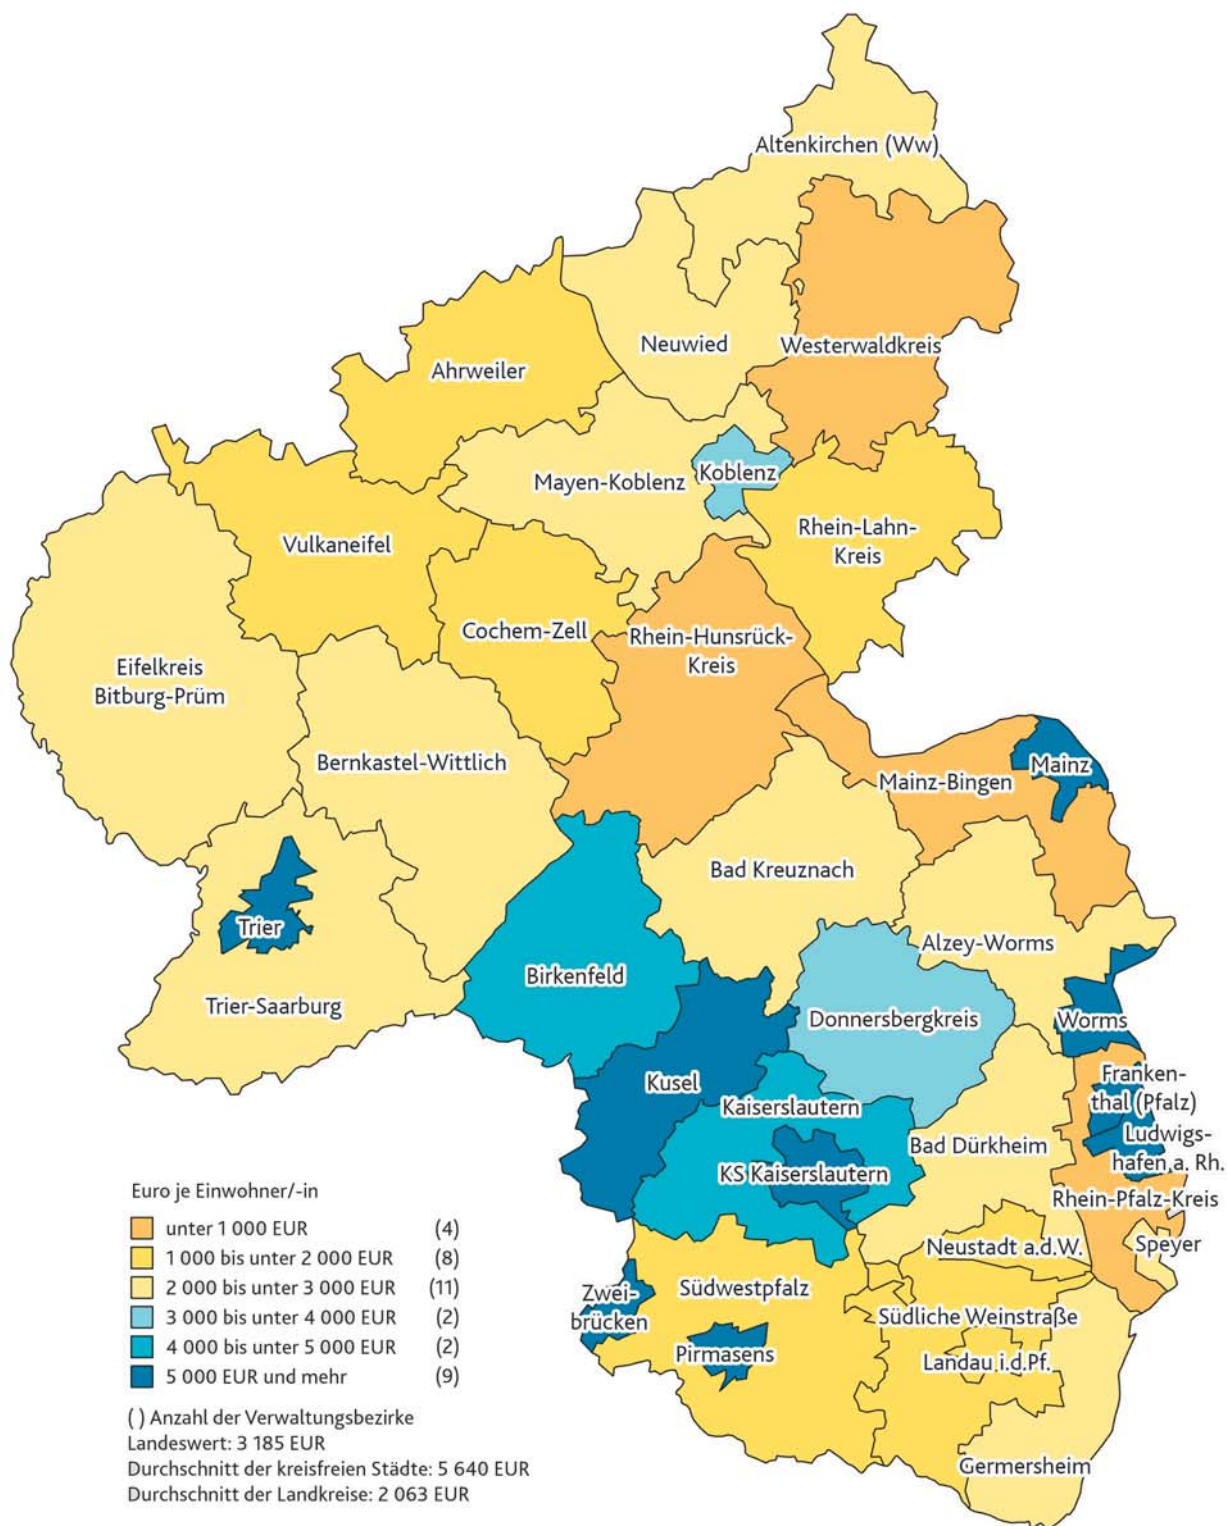 Altenkirchen (Ww)
Neuwied
Westerwaldkreis
Ahrweiler
Mayen-Koblenz
Koblenz
Rhein-Lahn-
Kreis
Vulkaneifel
Cochem-Zell
Rhein-Hunsrück-
Kreis
Eifelkreis
Bitburg-Prüm
Bernkastel-Wittlich
Mainz-Bingen
Mainz
Bad Kreuznach
Trier
Alzey-Worms
Birkenfeld
Trier-Saarburg
Donnersbergkreis
Worms
Kusel
Kaiserslautern
Franken-
thal (Pfalz)
Ludwigs-
hafen a. Rh.
Bad Dürkheim
KS Kaiserslautern
Rhein-Pfalz-Kreis
Neustadt a.d.W.
Speyer
Zwei-
brücken
Südwestpfalz
Südliche Weinstraße
Pirmasens
Landau i.d.Pf.
Germersheim
Euro je Einwohner/-in
unter 1 000 EUR (4)
1 000 bis unter 2 000 EUR (8)
2 000 bis unter 3 000 EUR (11)
3 000 bis unter 4 000 EUR (2)
4 000 bis unter 5 000 EUR (2)
5 000 EUR und mehr (9)
( ) Anzahl der Verwaltungsbezirke
Landeswert: 3 185 EUR
Durchschnitt der kreisfreien Städte: 5 640 EUR
Durchschnitt der Landkreise: 2 063 EUR